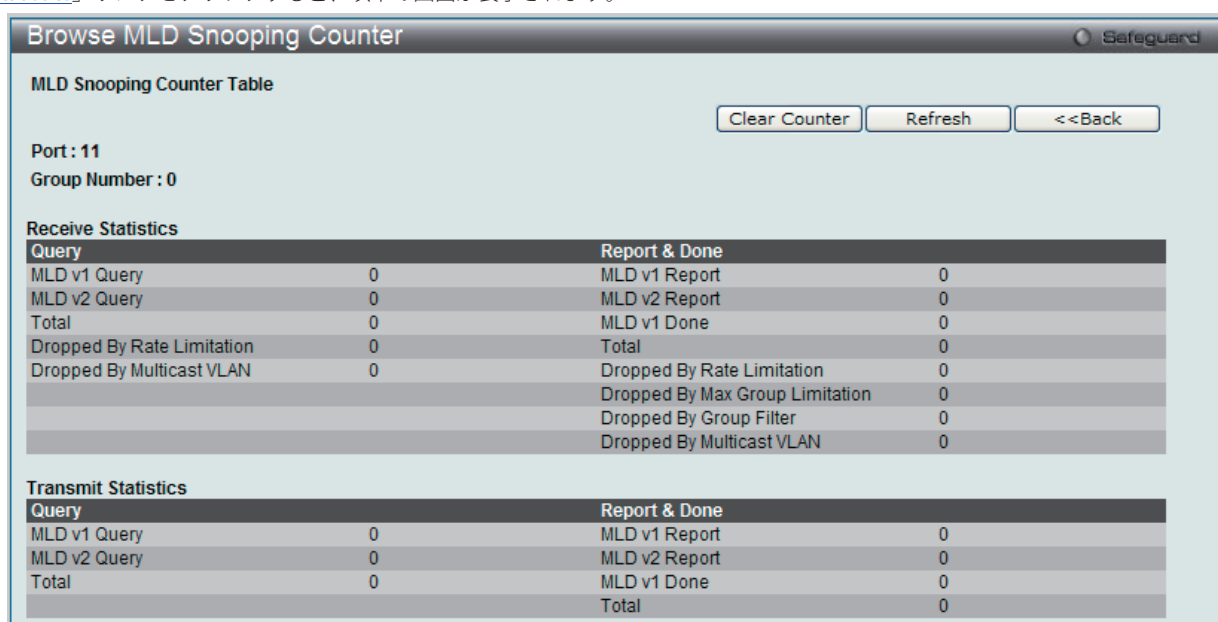 Browse MLD Snooping Counter
Safeguard
MLD Snooping Counter Table
Clear Counter Refresh <<Back
Port : 11
Group Number : 0
Receive Statistics
Query Report & Done
MLD v1 Query 0 MLD v1 Report 0
MLD v2 Query 0 MLD v2 Report 0
Total 0 MLD v1 Done 0
Dropped By Rate Limitation 0 Total 0
Dropped By Multicast VLAN 0 Dropped By Rate Limitation 0
Dropped By Max Group Limitation 0
Dropped By Group Filter 0
Dropped By Multicast VLAN 0
Transmit Statistics
Query Report & Done
MLD v1 Query 0 MLD v1 Report 0
MLD v2 Query 0 MLD v2 Report 0
Total 0 MLD v1 Done 0
Total 0